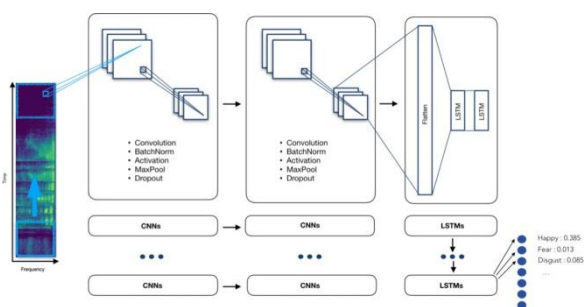 Time
Frequency
• Convolution
• BatchNorm
• Activation
• MaxPool
• Dropout
• Convolution
• BatchNorm
• Activation
• MaxPool
• Dropout
Flatten
LSTM
LSTM
CNNs
CNNs
LSTMs
CNNs
CNNs
LSTMs
Happy : 0.385
Fear : 0.013
Disgust : 0.085
...